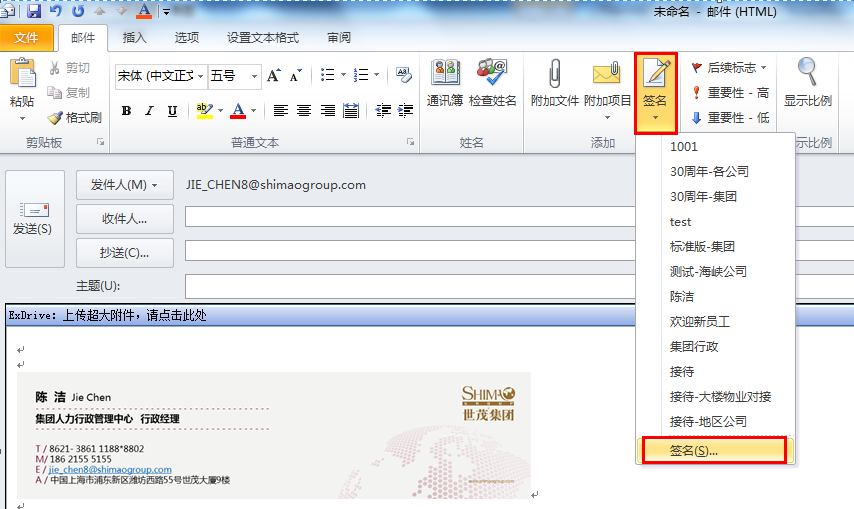 未命名 - 邮件 (HTML)
文件 邮件 插入 选项 设置文本格式 审阅
粘贴 剪切 复制 格式刷
宋体 (中文正文 五号
通讯簿 检查姓名
附加文件 附加项目 签名
后续标志
重要性 - 高
重要性 - 低
显示比例
剪贴板 普通文本 姓名 添加 示比例
1001
30周年-各公司
30周年-集团
test
标准版-集团
测试-海峡公司
陈洁
欢迎新员工
集团行政
接待
接待-大楼物业对接
接待-地区公司
签名(S)...
发送(S)
发件人(M) JIE_CHEN8@shimaogroup.com
收件人...
抄送(C)...
主题(U):
ExDrive: 上传超大附件，请点击此处
陈 洁 Jie Chen
集团人力行政管理中心 行政经理
SHIMAO
GROUP
世茂集团
T / 8621- 3861 1188*8802
M/ 186 2155 5155
E / jie_chen8@shimaogroup.com
A / 中国上海市浦东新区潍坊西路55号世茂大厦9楼